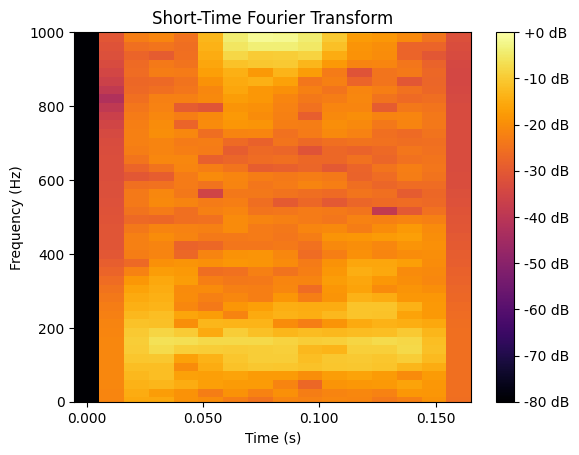 Short-Time Fourier Transform
1000
800
600
400
200
0
Frequency (Hz)
0.000
0.050
0.100
0.150
Time (s)
+0 dB
-10 dB
-20 dB
-30 dB
-40 dB
-50 dB
-60 dB
-70 dB
-80 dB